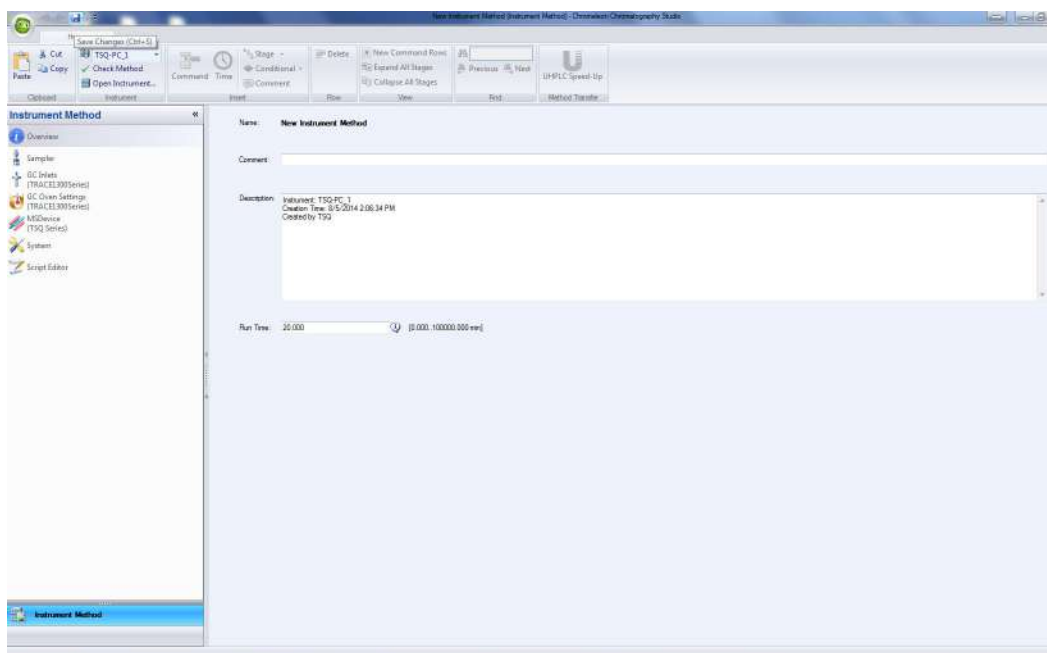 New Instrument Method (Instrument Method) - Chromeleon Chromatography Studio
Save Changes (Ctrl+S)
Paste
Cut
Copy
TSQ-PC_1
Check Method
Open Instrument...
Command
Time
Stage
Conditional
Comment
Delete
New Command Rows
Expand All Stages
Collapse All Stages
Previous
Next
UHPLC Speed-Up
Clipboard
Instrument
Insert
Row
View
Find
Method Transfer
Instrument Method
Overview
Sampler
GC Inlets
(TRACE1300Series)
GC Oven Settings
(TRACE1300Series)
MSDevice
(TSQ Series)
System
Script Editor
Instrument Method
Name: New Instrument Method
Comment:
Description: Instrument: TSQ-PC_1
Creation Time: 8/5/2014 2:06:34 PM
Created by TSQ
Run Time: 20.000 [0.000..100000.000 min]